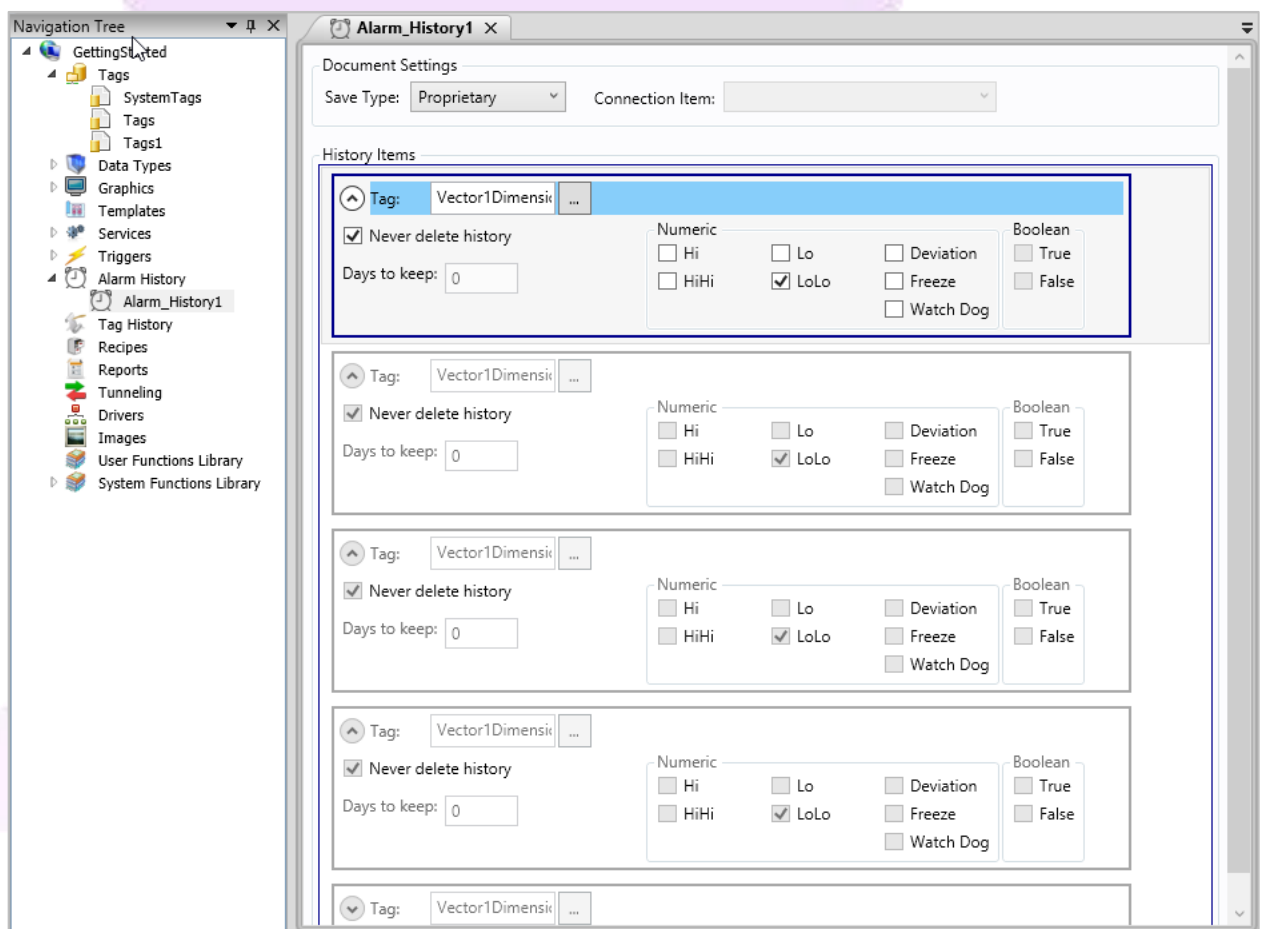 Navigation Tree
GettingStarted
Tags
SystemTags
Tags
Tags1
Data Types
Graphics
Templates
Services
Triggers
Alarm History
Alarm_History1
Tag History
Recipes
Reports
Tunneling
Drivers
Images
User Functions Library
System Functions Library
Alarm_History1
Document Settings
Save Type: Proprietary Connection Item:
History Items
Tag: Vector1Dimensi ...
Never delete history
Days to keep: 0
Numeric
Hi Lo Deviation
HiHi LoLo Freeze
Watch Dog
Boolean
True
False
Tag: Vector1Dimensi ...
Never delete history
Days to keep: 0
Numeric
Hi Lo Deviation
HiHi LoLo Freeze
Watch Dog
Boolean
True
False
Tag: Vector1Dimensi ...
Never delete history
Days to keep: 0
Numeric
Hi Lo Deviation
HiHi LoLo Freeze
Watch Dog
Boolean
True
False
Tag: Vector1Dimensi ...
Never delete history
Days to keep: 0
Numeric
Hi Lo Deviation
HiHi LoLo Freeze
Watch Dog
Boolean
True
False
Tag: Vector1Dimensi ...